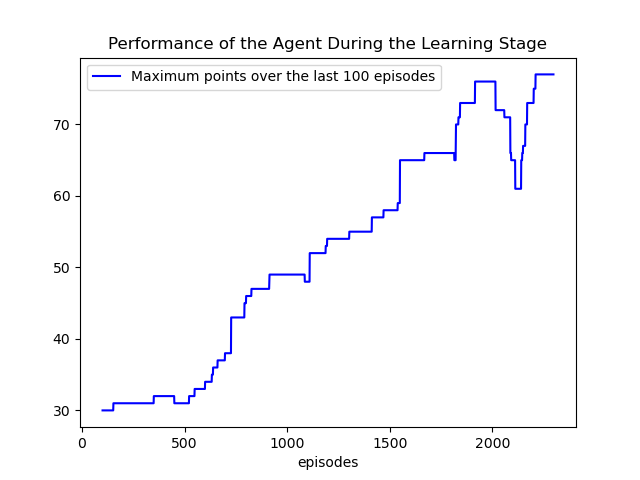 Performance of the Agent During the Learning Stage
Maximum points over the last 100 episodes
70
60
50
40
30
0 500 1000 1500 2000
episodes